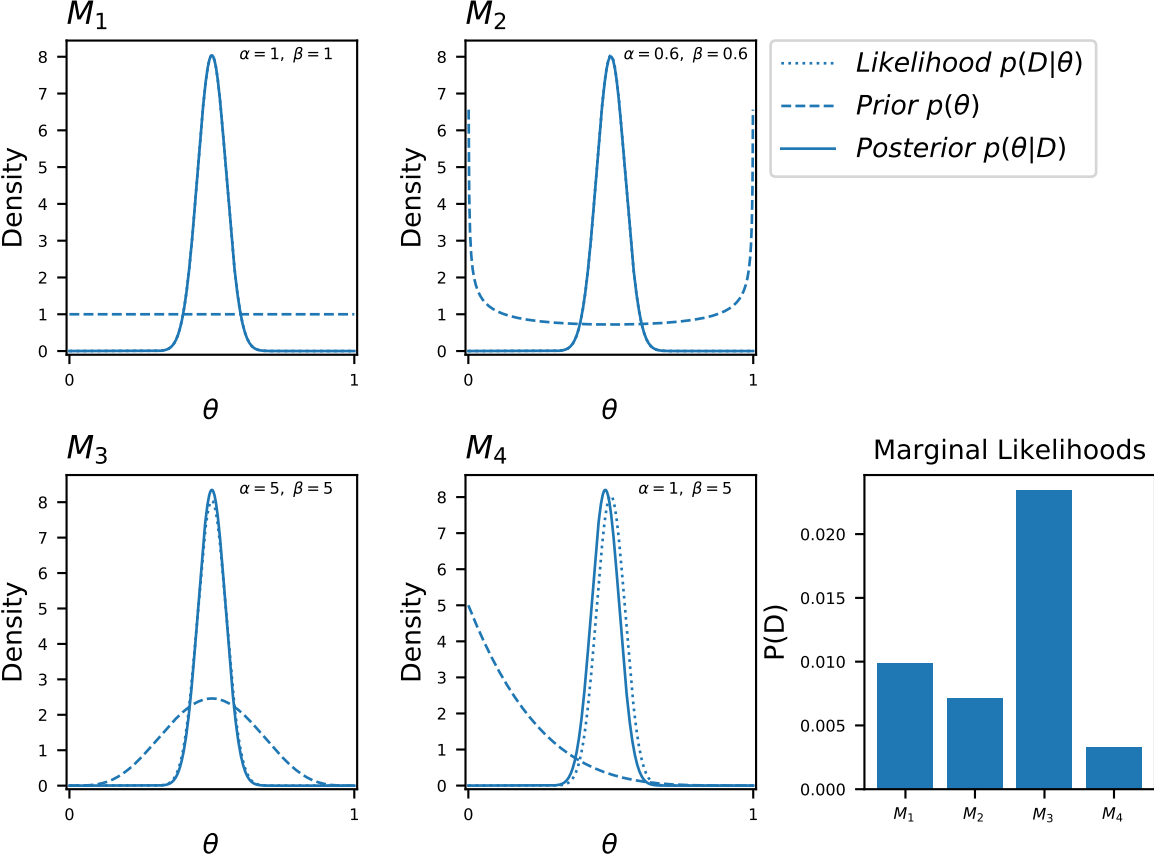 M₁
α = 1, β = 1
8
7
6
5
4
3
2
1
0
Density
0 1
θ
M₂
α = 0.6, β = 0.6
8
7
6
5
4
3
2
1
0
Density
0 1
θ
Likelihood p(D|θ)
Prior p(θ)
Posterior p(θ|D)
M₃
α = 5, β = 5
8
7
6
5
4
3
2
1
0
Density
0 1
θ
M₄
α = 1, β = 5
8
7
6
5
4
3
2
1
0
Density
0 1
θ
Marginal Likelihoods
0.020
0.015
0.010
0.005
0.000
P(D)
M₁ M₂ M₃ M₄